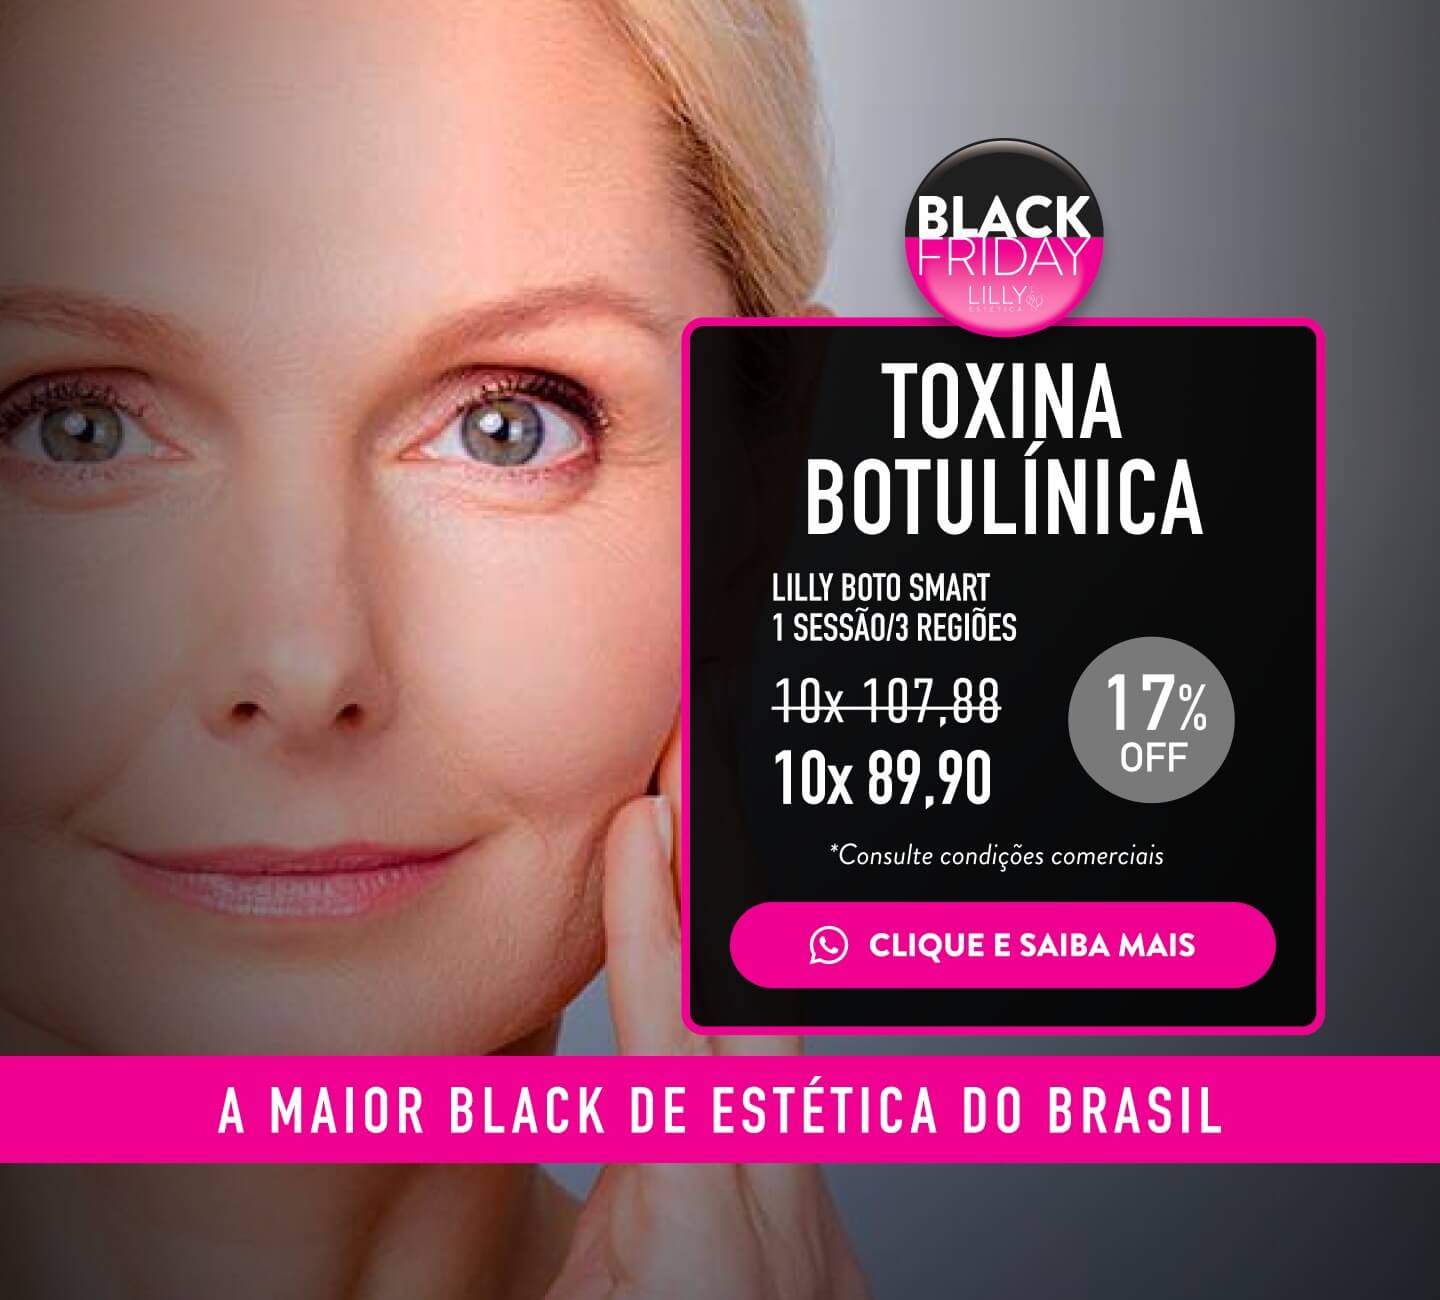 BLACK
FRIDAY
LILLY
ESTÉTICA
TOXINA
BOTULÍNICA
LILLY BOTO SMART
1 SESSÃO/3 REGIÕES
10x 107,88
10x 89,90
17%
OFF
*Consulte condições comerciais
CLIQUE E SAIBA MAIS
A MAIOR BLACK DE ESTÉTICA DO BRASIL